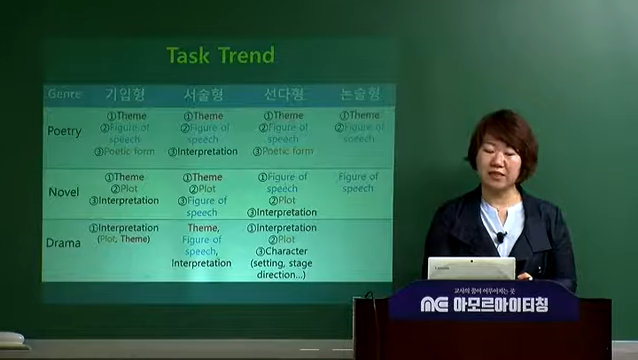 Task Trend
Genre 기입형 서술형 선다형 논술형
Poetry ①Theme ②Figure of speech ③Poetic form ①Theme ②Figure of speech ③Interpretation ①Theme ②Figure of speech ③Poetic form ①Theme ②Figure of speech
Novel ①Theme ②Plot ③Interpretation ①Theme ②Plot ③Figure of speech ①Figure of speech ②Plot ③Interpretation Figure of speech
Drama ①Interpretation (Plot, Theme) Theme, Figure of speech, Interpretation ①Interpretation ②Plot ③Character (setting, stage direction...)
Lenovo
교사의 꿈이 이루어지는 곳
아모르아이티칭